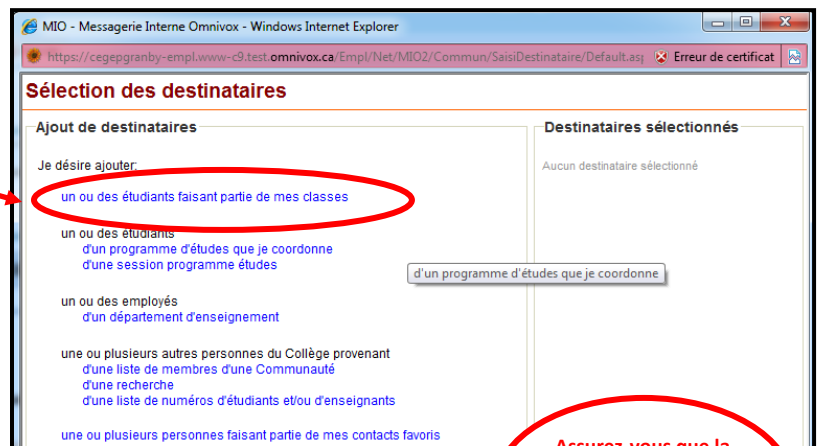 MIO - Messagerie Interne Omnivox - Windows Internet Explorer
https://cegepgranby-empl.www-c9.test.omnivox.ca/Empl/Net/MIO2/Commun/SaisiDestinataire/Default.asp Erreur de certificat
Sélection des destinataires
Ajout de destinataires
Destinataires sélectionnés
Je désire ajouter:
Aucun destinataire sélectionné
un ou des étudiants faisant partie de mes classes
un ou des étudiants
d'un programme d'études que je coordonne
d'une session programme études
d'un programme d'études que je coordonne
un ou des employés
d'un département d'enseignement
une ou plusieurs autres personnes du Collège provenant
d'une liste de membres d'une Communauté
d'une recherche
d'une liste de numéros d'étudiants et/ou d'enseignants
une ou plusieurs personnes faisant partie de mes contacts favoris
Assurez-vous que la